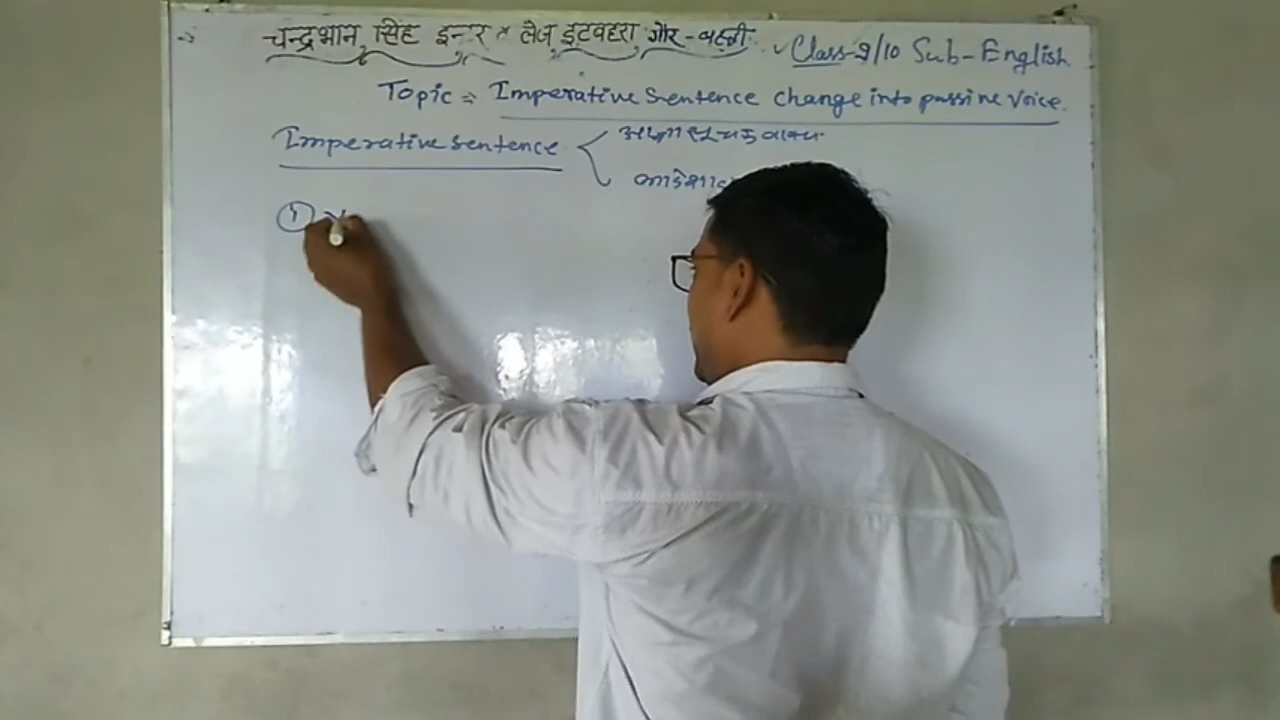 चन्द्रभान सिंह इन्टर कालेज इटवहरा गौर-बस्ती Class-9/10 Sub-English
Topic = Imperative Sentence change into passive voice.
Imperative sentence आज्ञा सूचक वाक्य
(1)